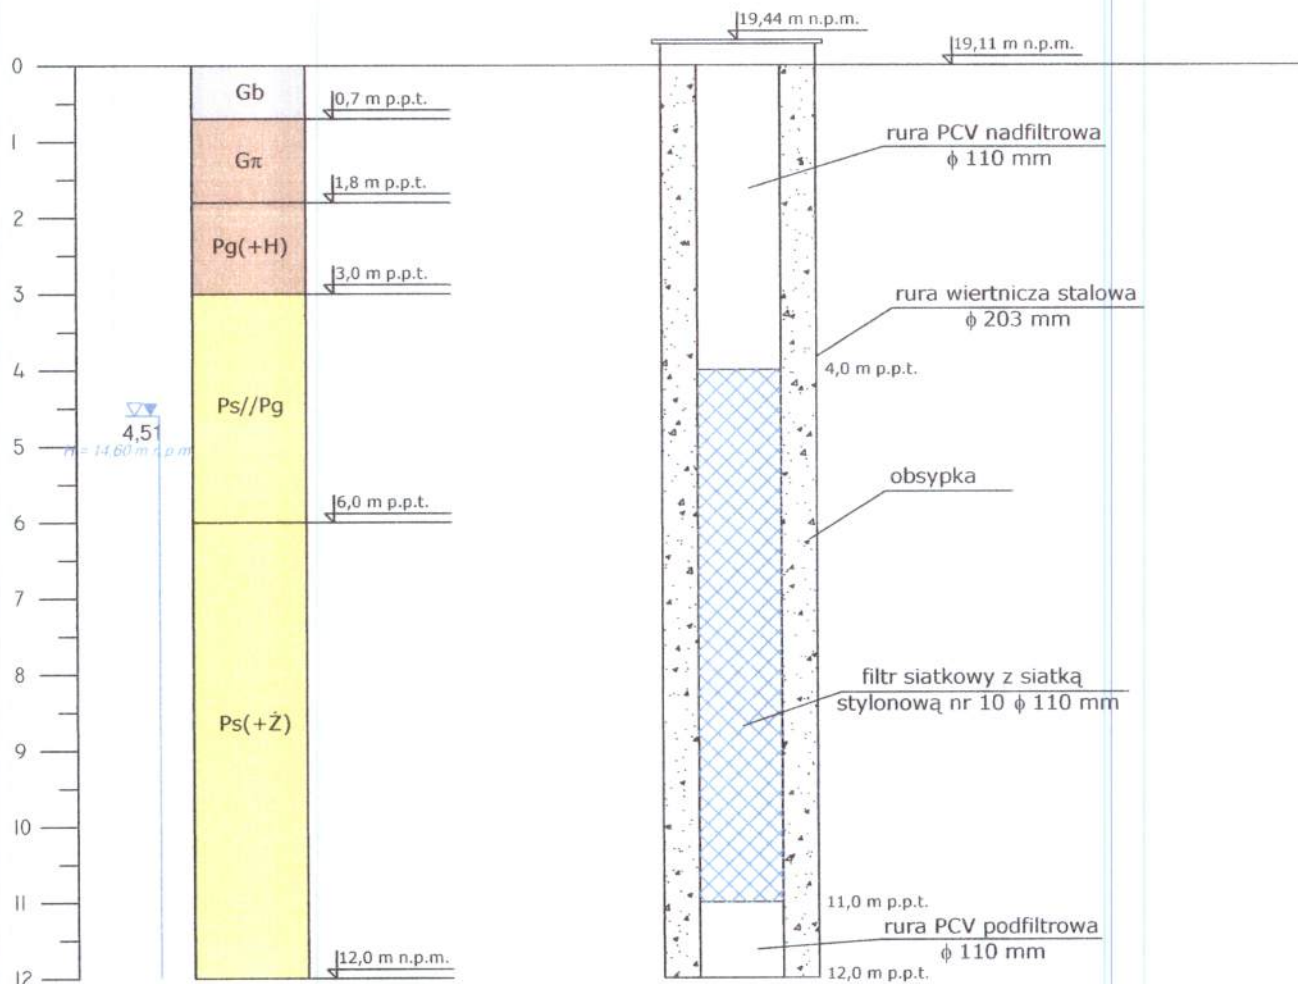 19,44 m n.p.m.
19,11 m n.p.m.
0
1
2
3
4
5
6
7
8
9
10
11
12
Gb
0,7 m p.p.t.
Gπ
1,8 m p.p.t.
Pg(+H)
3,0 m p.p.t.
Ps//Pg
4,51
H = 14,60 m n.p.m
6,0 m p.p.t.
Ps(+Ż)
12,0 m n.p.m.
rura PCV nadfiltrowa
ϕ 110 mm
rura wiertnicza stalowa
ϕ 203 mm
4,0 m p.p.t.
obsypka
filtr siatkowy z siatką
stylonową nr 10 ϕ 110 mm
11,0 m p.p.t.
rura PCV podfiltrowa
ϕ 110 mm
12,0 m p.p.t.